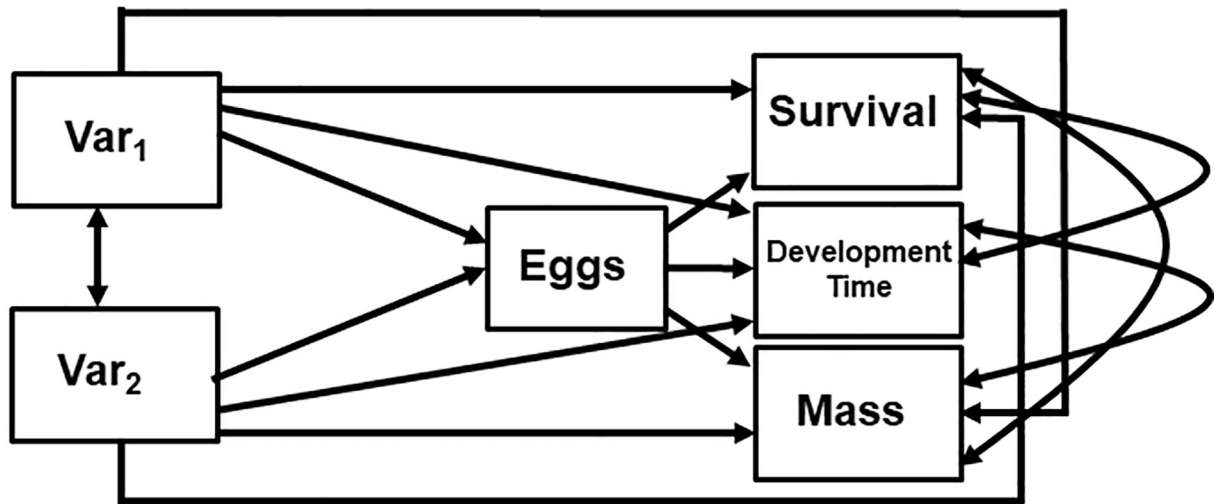 Var₁
Survival
Eggs
Development
Time
Var₂
Mass